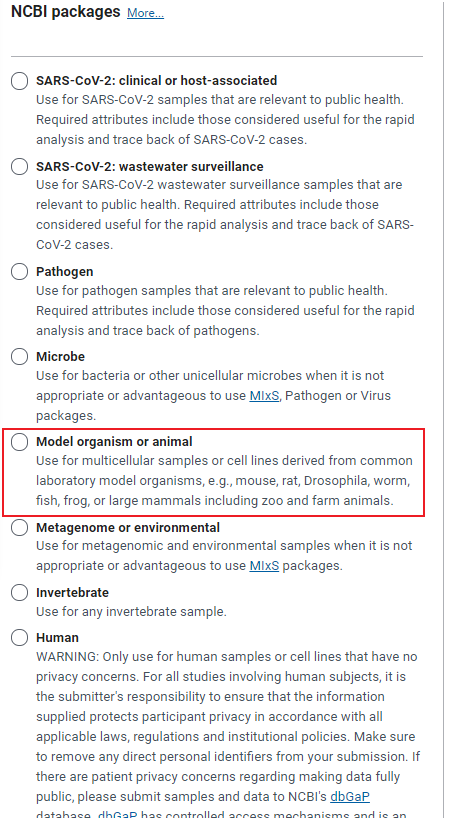 NCBI packages More...
SARS-CoV-2: clinical or host-associated
Use for SARS-CoV-2 samples that are relevant to public health.
Required attributes include those considered useful for the rapid
analysis and trace back of SARS-CoV-2 cases.
SARS-CoV-2: wastewater surveillance
Use for SARS-CoV-2 wastewater surveillance samples that are
relevant to public health. Required attributes include those
considered useful for the rapid analysis and trace back of SARS-
CoV-2 cases.
Pathogen
Use for pathogen samples that are relevant to public health.
Required attributes include those considered useful for the rapid
analysis and trace back of pathogens.
Microbe
Use for bacteria or other unicellular microbes when it is not
appropriate or advantageous to use MIxS, Pathogen or Virus
packages.
Model organism or animal
Use for multicellular samples or cell lines derived from common
laboratory model organisms, e.g., mouse, rat, Drosophila, worm,
fish, frog, or large mammals including zoo and farm animals.
Metagenome or environmental
Use for metagenomic and environmental samples when it is not
appropriate or advantageous to use MIxS packages.
Invertebrate
Use for any invertebrate sample.
Human
WARNING: Only use for human samples or cell lines that have no
privacy concerns. For all studies involving human subjects, it is
the submitter's responsibility to ensure that the information
supplied protects participant privacy in accordance with all
applicable laws, regulations and institutional policies. Make sure
to remove any direct personal identifiers from your submission. If
there are patient privacy concerns regarding making data fully
public, please submit samples and data to NCBI's dbGaP
database. dbGaP has controlled access mechanisms and is an